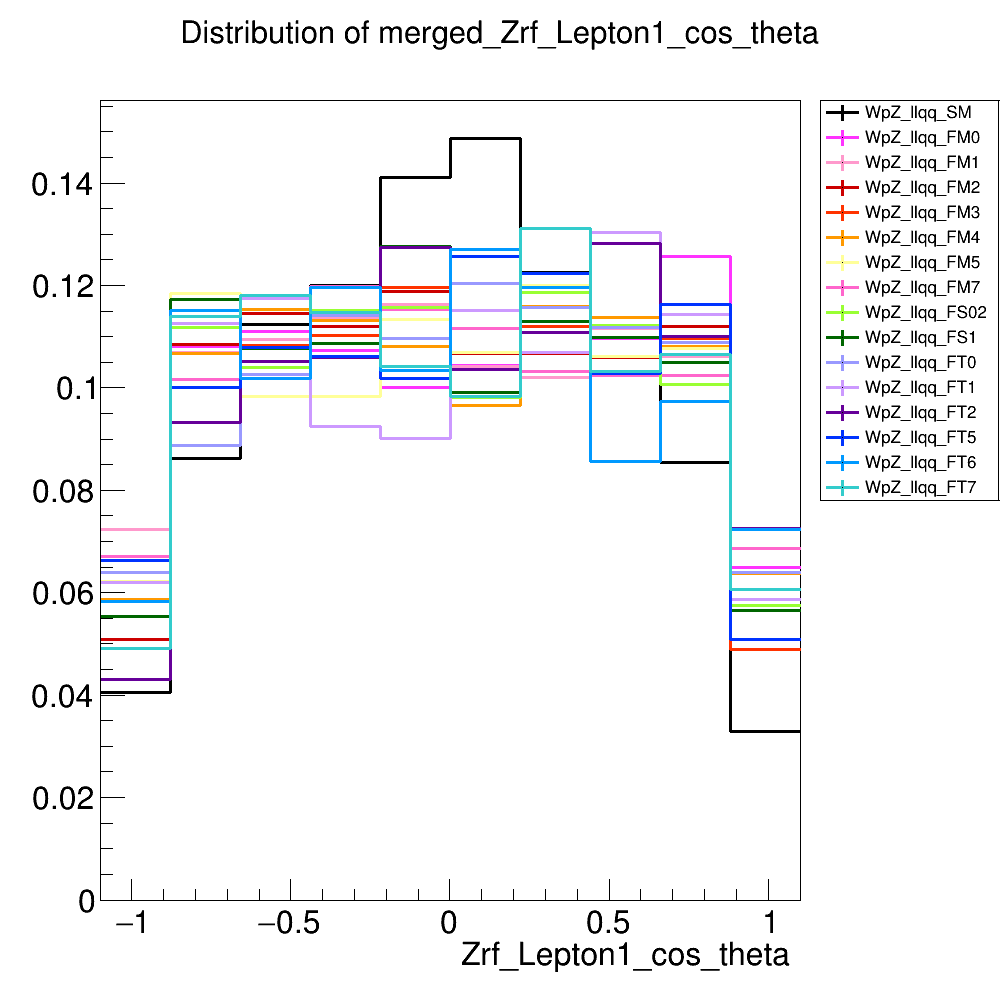 Distribution of merged_Zrf_Lepton1_cos_theta
WpZ_llqq_SM
WpZ_llqq_FM0
WpZ_llqq_FM1
WpZ_llqq_FM2
WpZ_llqq_FM3
WpZ_llqq_FM4
WpZ_llqq_FM5
WpZ_llqq_FM7
WpZ_llqq_FS02
WpZ_llqq_FS1
WpZ_llqq_FT0
WpZ_llqq_FT1
WpZ_llqq_FT2
WpZ_llqq_FT5
WpZ_llqq_FT6
WpZ_llqq_FT7
0.14
0.12
0.1
0.08
0.06
0.04
0.02
0
−1 −0.5 0 0.5 1
Zrf_Lepton1_cos_theta